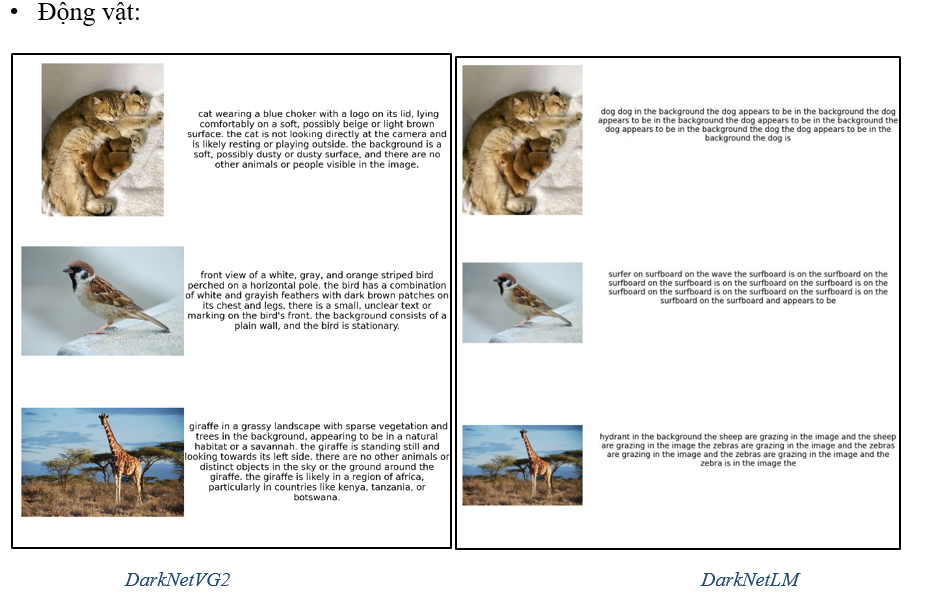 • Động vật:
cat wearing a blue choker with a logo on its lid, lying
comfortably on a soft, possibly beige or light brown
surface. the cat is not looking directly at the camera and
is likely resting or playing outside. the background is a
soft, possibly dusty or dusty surface, and there are no
other animals or people visible in the image.
front view of a white, gray, and orange striped bird
perched on a horizontal pole. the bird has a combination
of white and grayish feathers with dark brown patches on
its chest and legs. there is a small, unclear text or
marking on the bird's front. the background consists of a
plain wall, and the bird is stationary.
giraffe in a grassy landscape with sparse vegetation and
trees in the background, appearing to be in a natural
habitat or a savannah. the giraffe is standing still and
looking towards its left side. there are no other animals or
distinct objects in the sky or the ground around the
giraffe. the giraffe is likely in a region of africa,
particularly in countries like kenya, tanzania, or
botswana.
DarkNetVG2
dog dog in the background the dog appears to be in the background the dog
appears to be in the background the dog appears to be in the background the
dog appears to be in the background the dog the dog appears to be in the
background the dog is
surfer on surfboard on the wave the surfboard is on the surfboard on the
surfboard on the surfboard is on the surfboard on the surfboard is on the
surfboard on the surfboard is on the surfboard on the surfboard is on the
surfboard on the surfboard and appears to be
hydrant in the background the sheep are grazing in the image and the sheep
are grazing in the image the zebras are grazing in the image and the zebras
are grazing in the image and the zebras are grazing in the image and the
zebra is in the image the
DarkNetLM